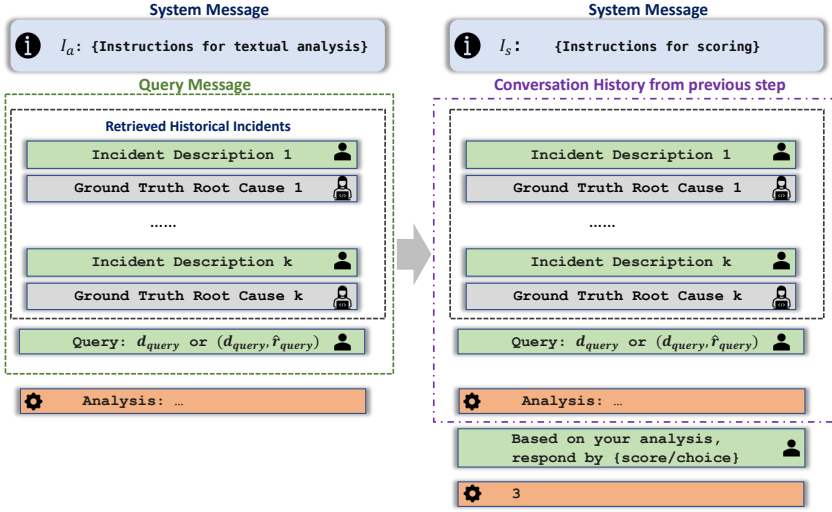 System Message
I_a: {Instructions for textual analysis}
Query Message
Retrieved Historical Incidents
Incident Description 1
Ground Truth Root Cause 1
......
Incident Description k
Ground Truth Root Cause k
Query: d_query or (d_query, r̂_query)
Analysis: …
System Message
I_s: {Instructions for scoring}
Conversation History from previous step
Incident Description 1
Ground Truth Root Cause 1
......
Incident Description k
Ground Truth Root Cause k
Query: d_query or (d_query, r̂_query)
Analysis: …
Based on your analysis,
respond by {score/choice}
3